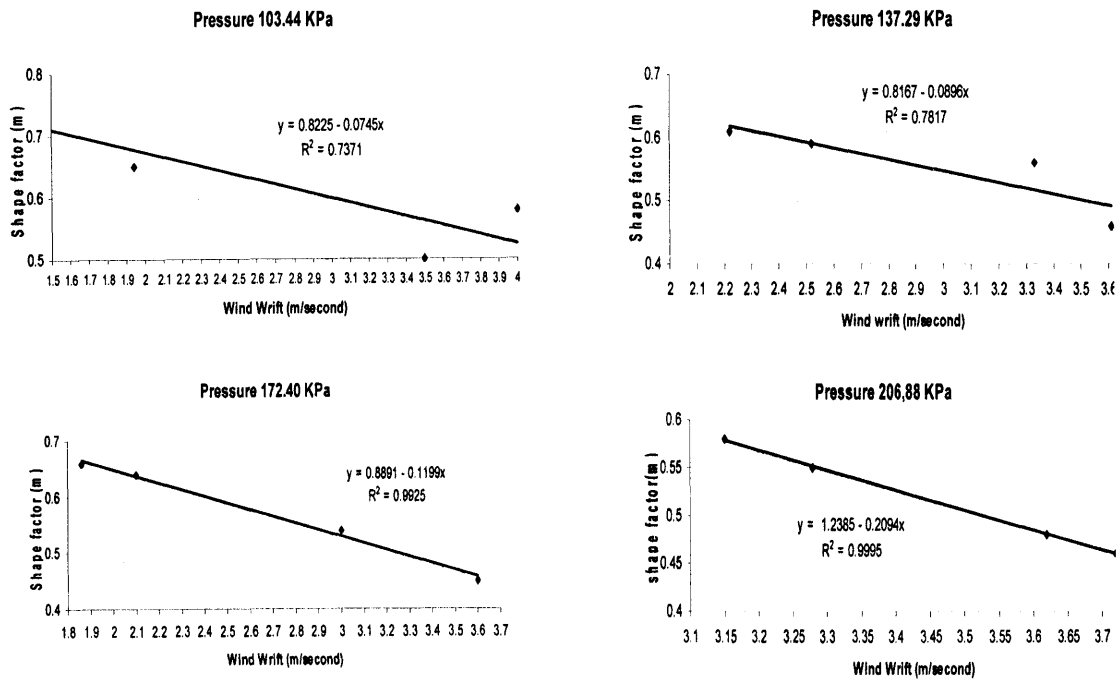 Pressure 103.44 KPa
0.8
0.7
0.6
0.5
Shape factor (m)
y = 0.8225 - 0.0745x
R² = 0.7371
1.5 1.6 1.7 1.7 1.9 2 2.1 2.2 2.3 2.3 2.5 2.6 2.7 2.8 2.9 3 3.1 3.2 3.2 3.3 3.5 3.6 3.7 3.8 3.9 4
Wind Wrift (m/second)
Pressure 137.29 KPa
0.7
0.6
0.5
0.4
Shape factor (m)
y = 0.8167 - 0.0896x
R² = 0.7817
2 2.1 2.2 2.3 2.4 2.5 2.6 2.7 2.8 2.9 3 3.1 3.2 3.3 3.4 3.5 3.6
Wind wrift (m/second)
Pressure 172.40 KPa
0.7
0.6
0.5
0.4
Shape factor (m)
y = 0.8891 - 0.1199x
R² = 0.9925
1.8 1.9 2 2.1 2.2 2.3 2.4 2.5 2.6 2.7 2.8 2.9 3 3.1 3.2 3.3 3.4 3.5 3.6 3.7
Wind Wrift (m/second)
Pressure 206,88 KPa
0.6
0.55
0.5
0.45
0.4
shape factor(m)
y = 1.2385 - 0.2094x
R² = 0.9995
3.1 3.15 3.2 3.25 3.3 3.35 3.4 3.45 3.5 3.55 3.6 3.65 3.7
Wind Wrift (m/second)